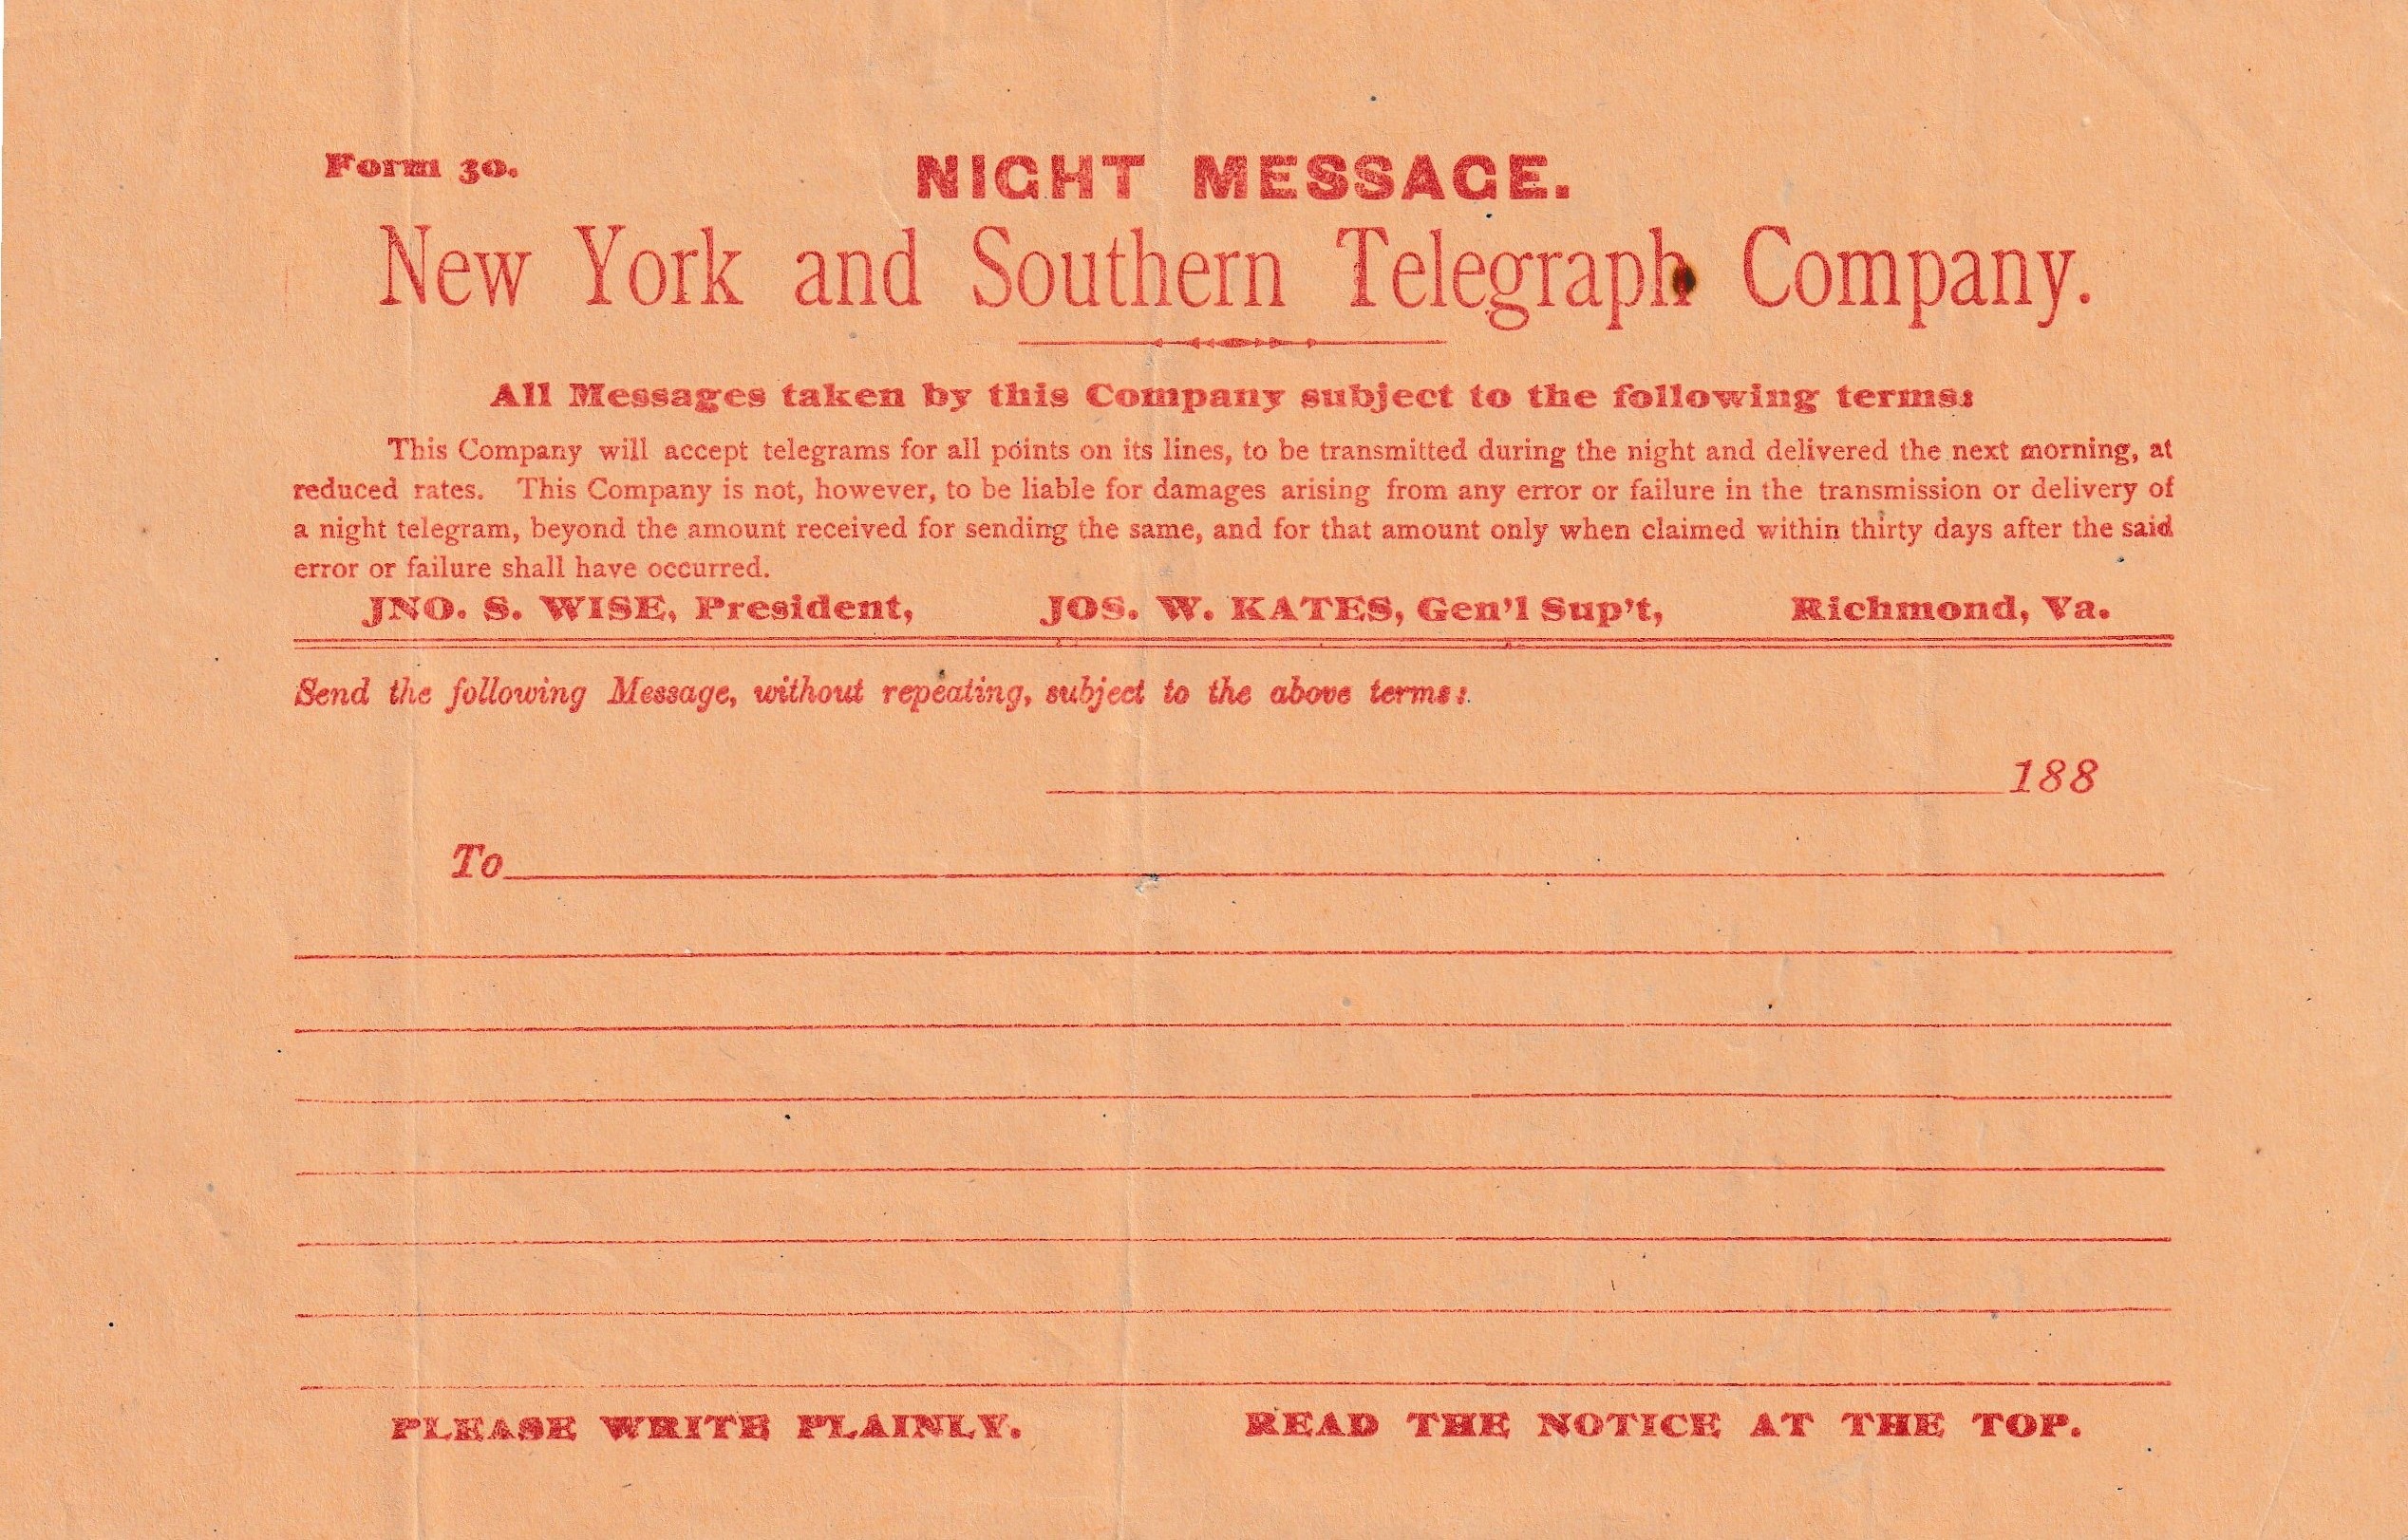 Form 30.
NIGHT MESSAGE.
New York and Southern Telegraph Company.
All Messages taken by this Company subject to the following terms:
This Company will accept telegrams for all points on its lines, to be transmitted during the night and delivered the next morning, at
reduced rates. This Company is not, however, to be liable for damages arising from any error or failure in the transmission or delivery of
a night telegram, beyond the amount received for sending the same, and for that amount only when claimed within thirty days after the said
error or failure shall have occurred.
JNO. S. WISE, President, JOS. W. KATES, Gen'l Sup't, Richmond, Va.
Send the following Message, without repeating, subject to the above terms:
188
To
PLEASE WRITE PLAINLY. READ THE NOTICE AT THE TOP.